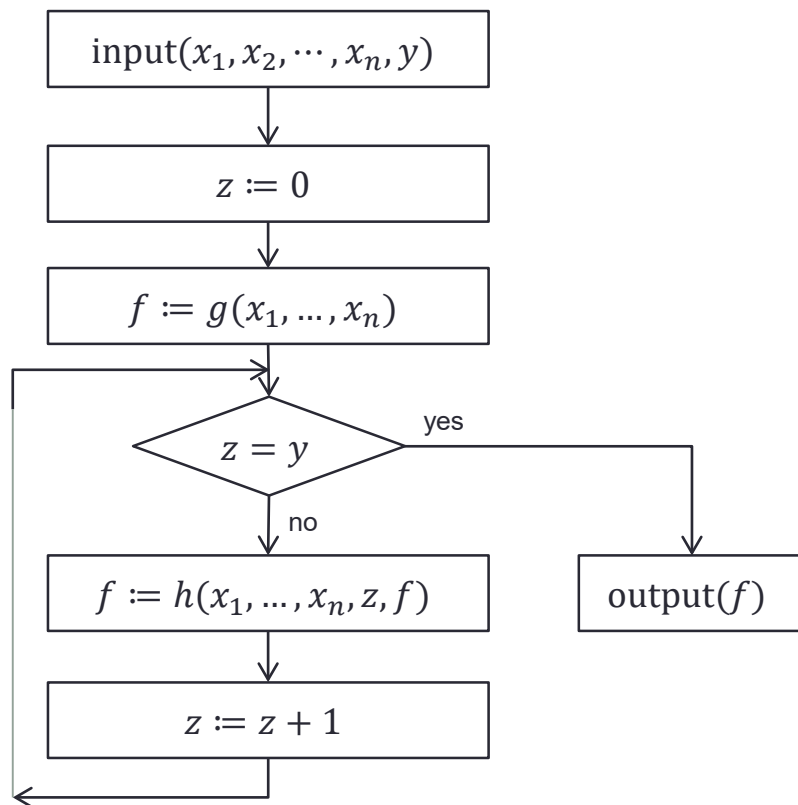 input(𝑥₁, 𝑥₂, ⋯ , 𝑥ₙ, 𝑦)
𝑧 ≔ 0
𝑓 ≔ 𝑔(𝑥₁, … , 𝑥ₙ)
𝑧 = 𝑦
yes
no
𝑓 ≔ ℎ(𝑥₁, … , 𝑥ₙ, 𝑧, 𝑓)
output(𝑓)
𝑧 ≔ 𝑧 + 1